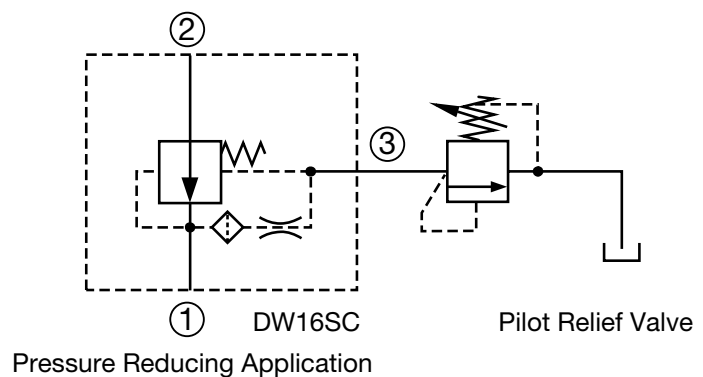 ②
③
①
DW16SC
Pilot Relief Valve
Pressure Reducing Application